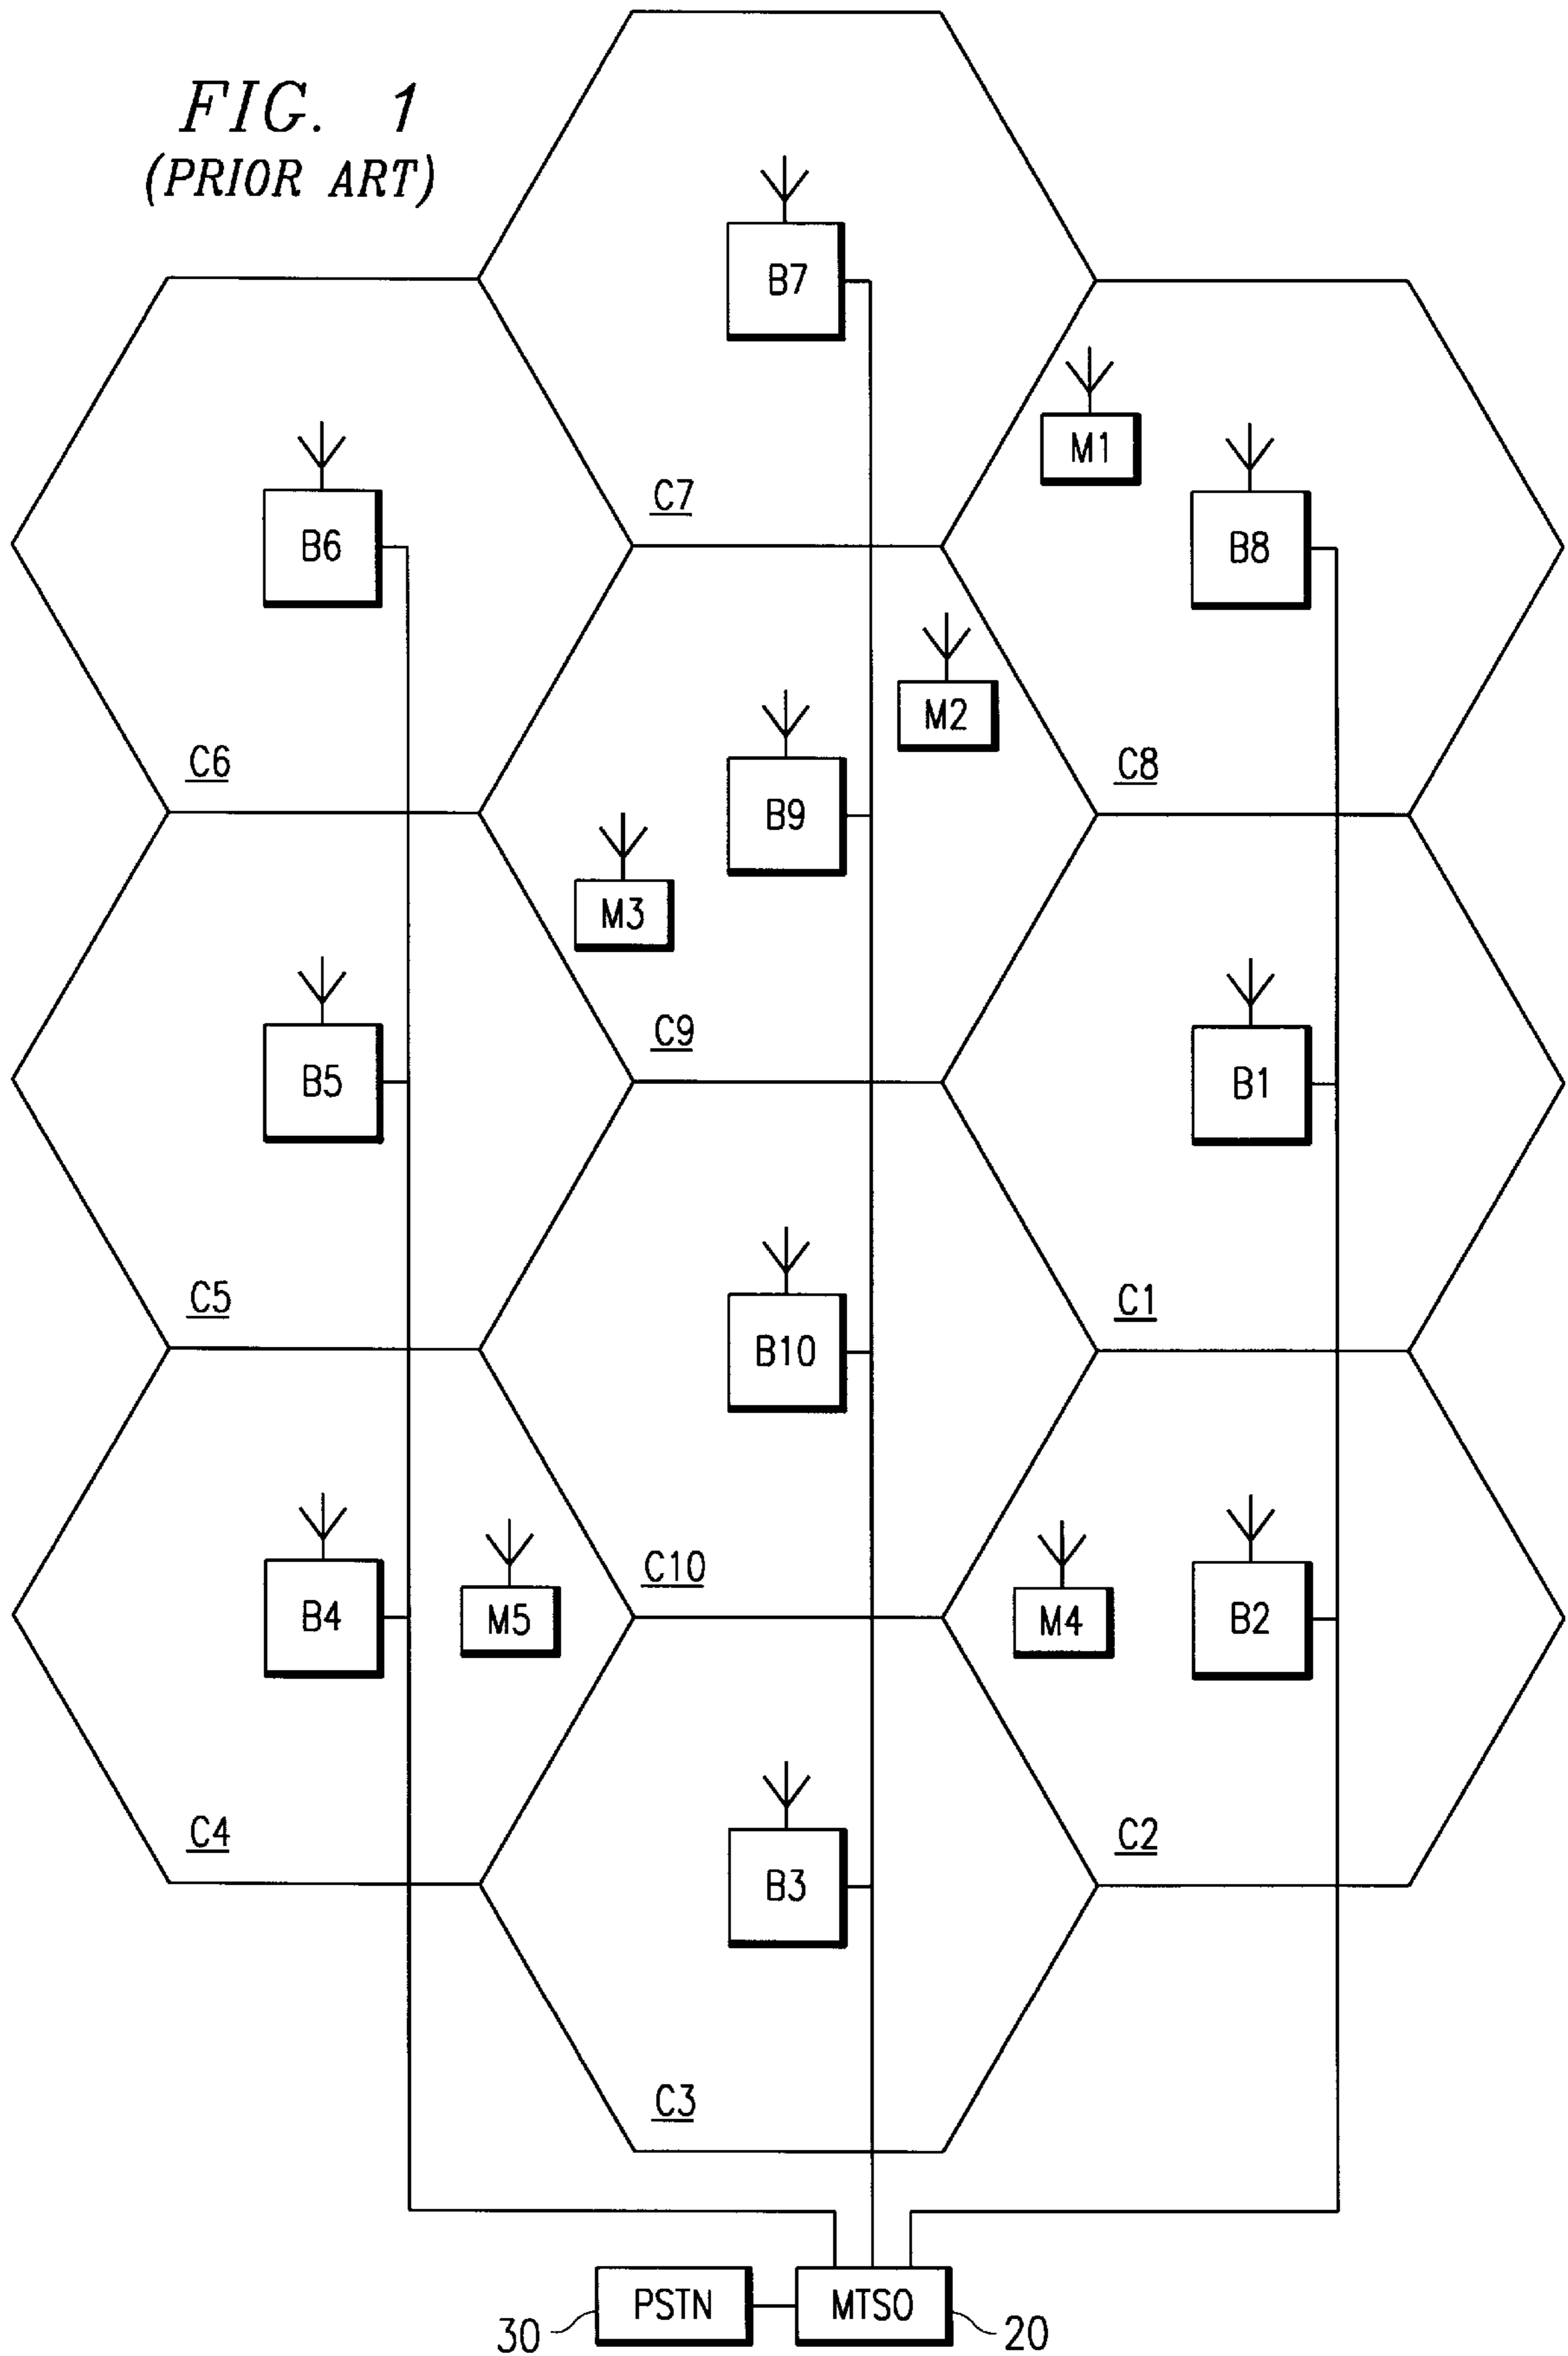 FIG. 1
(PRIOR ART)
B7
M1
C7
B6
B8
M2
C6
C8
B9
M3
C9
B5
B1
C5
C1
B10
C10
B4
M5
M4
B2
C4
C2
B3
C3
PSTN
MTSO
30
20